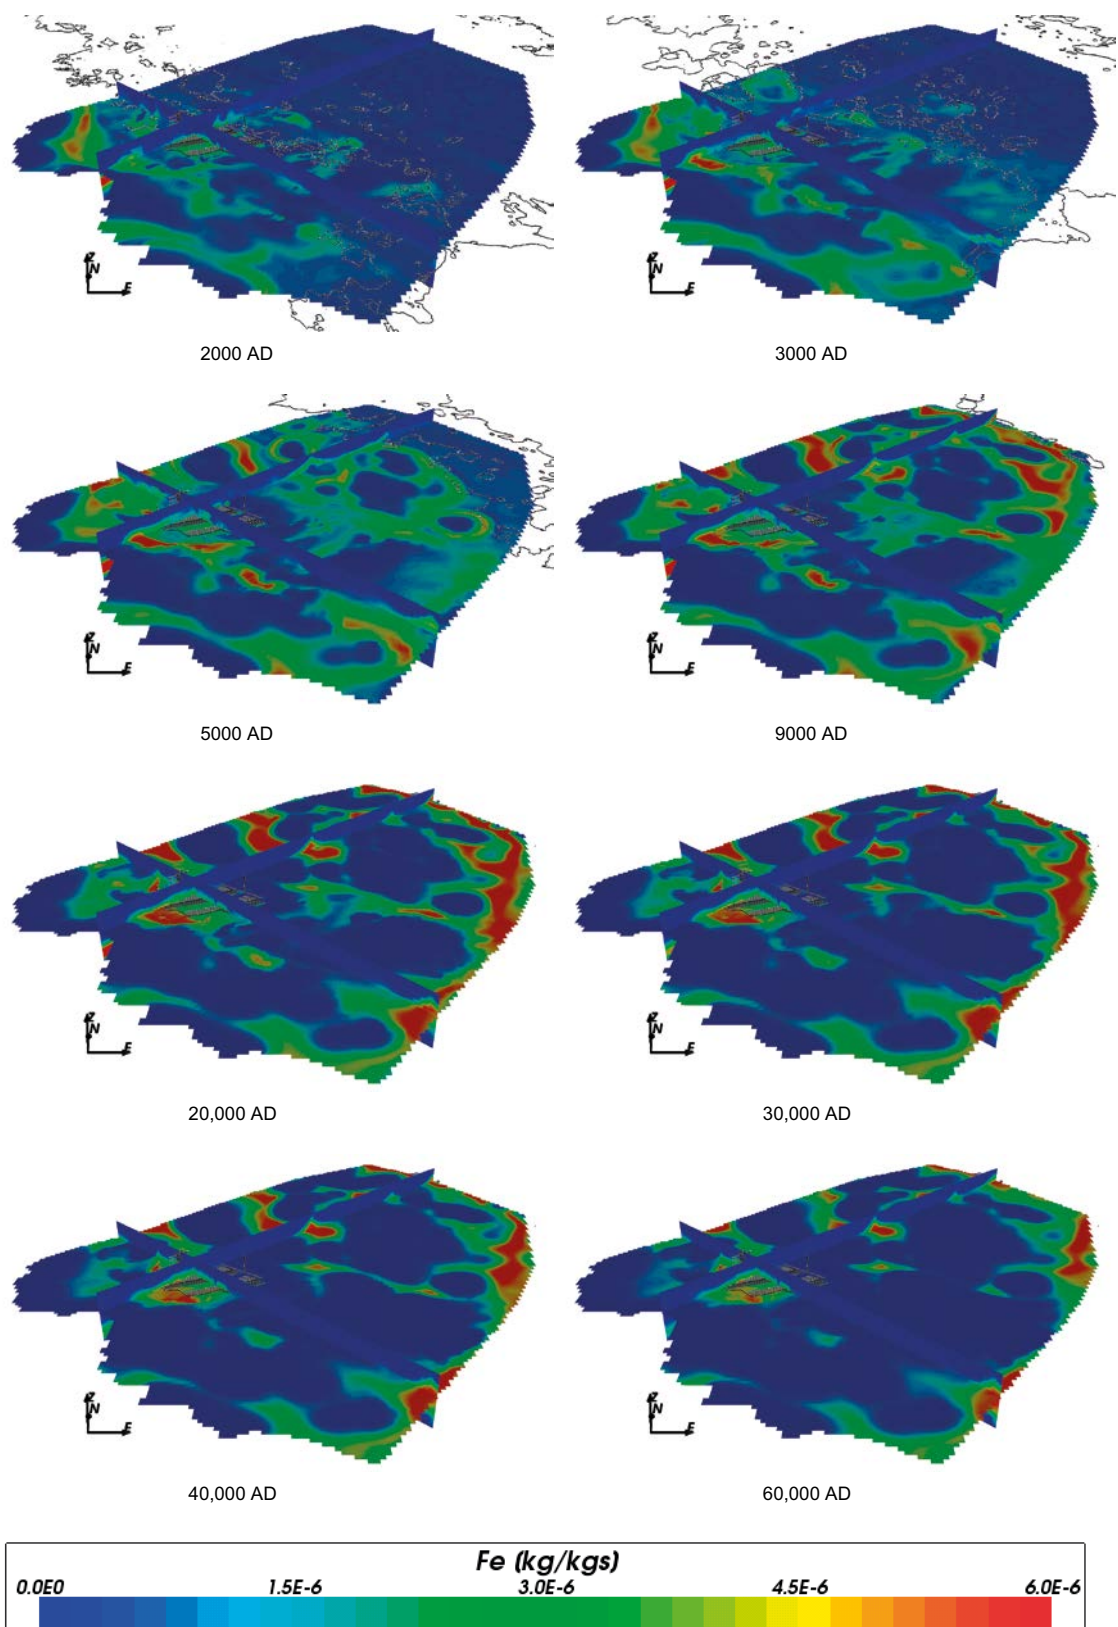 Z
N
E
Z
N
E
2000 AD
3000 AD
Z
N
E
Z
N
E
5000 AD
9000 AD
Z
N
E
Z
N
E
20,000 AD
30,000 AD
Z
N
E
Z
N
E
40,000 AD
60,000 AD
Fe (kg/kgs)
0.0E0 1.5E-6 3.0E-6 4.5E-6 6.0E-6